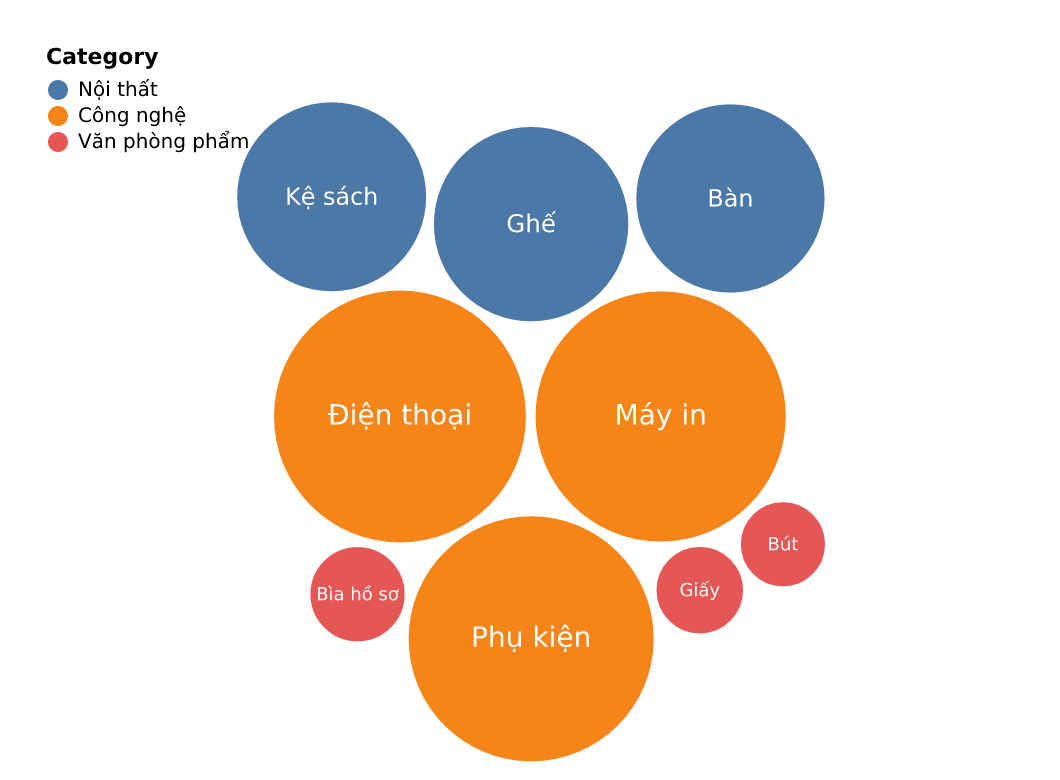 Category
Nội thất
Công nghệ
Văn phòng phẩm
Kệ sách
Ghế
Bàn
Điện thoại
Máy in
Bút
Bìa hồ sơ
Giấy
Phụ kiện